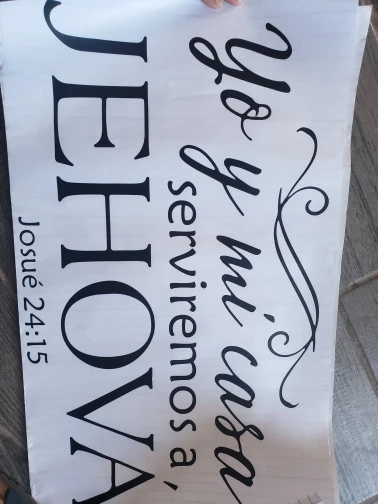 Yo y mi casa
serviremos a
JEHOVÁ
Josué 24:15